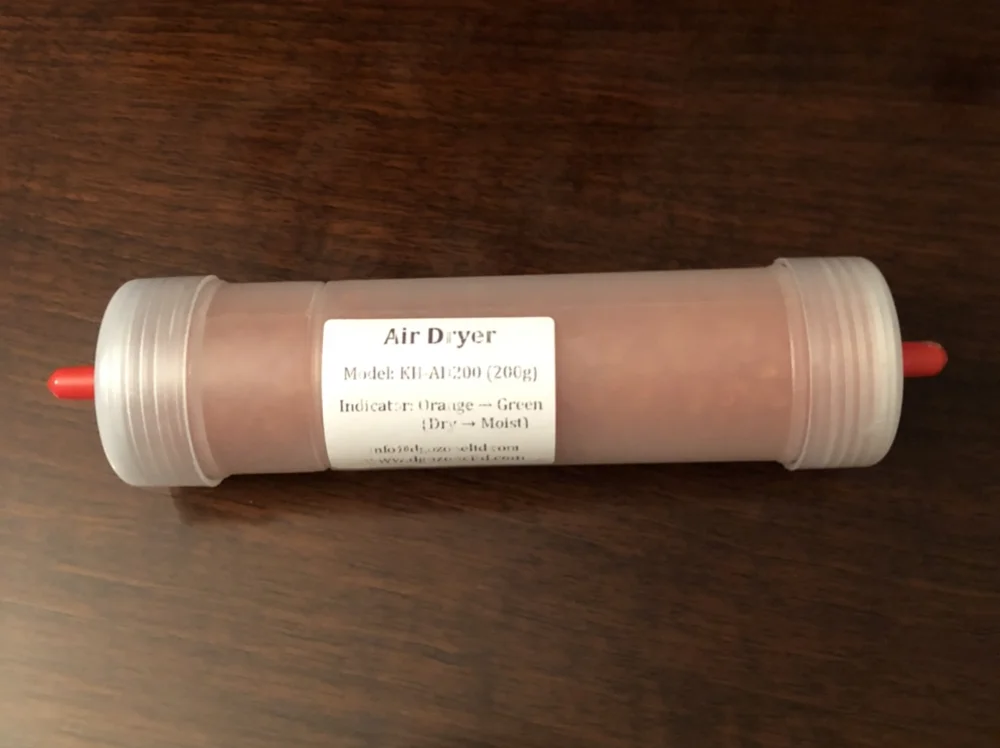 Air Dryer
Model: KH-AD200 (200g)
Indicator: Orange → Green
(Dry → Moist)